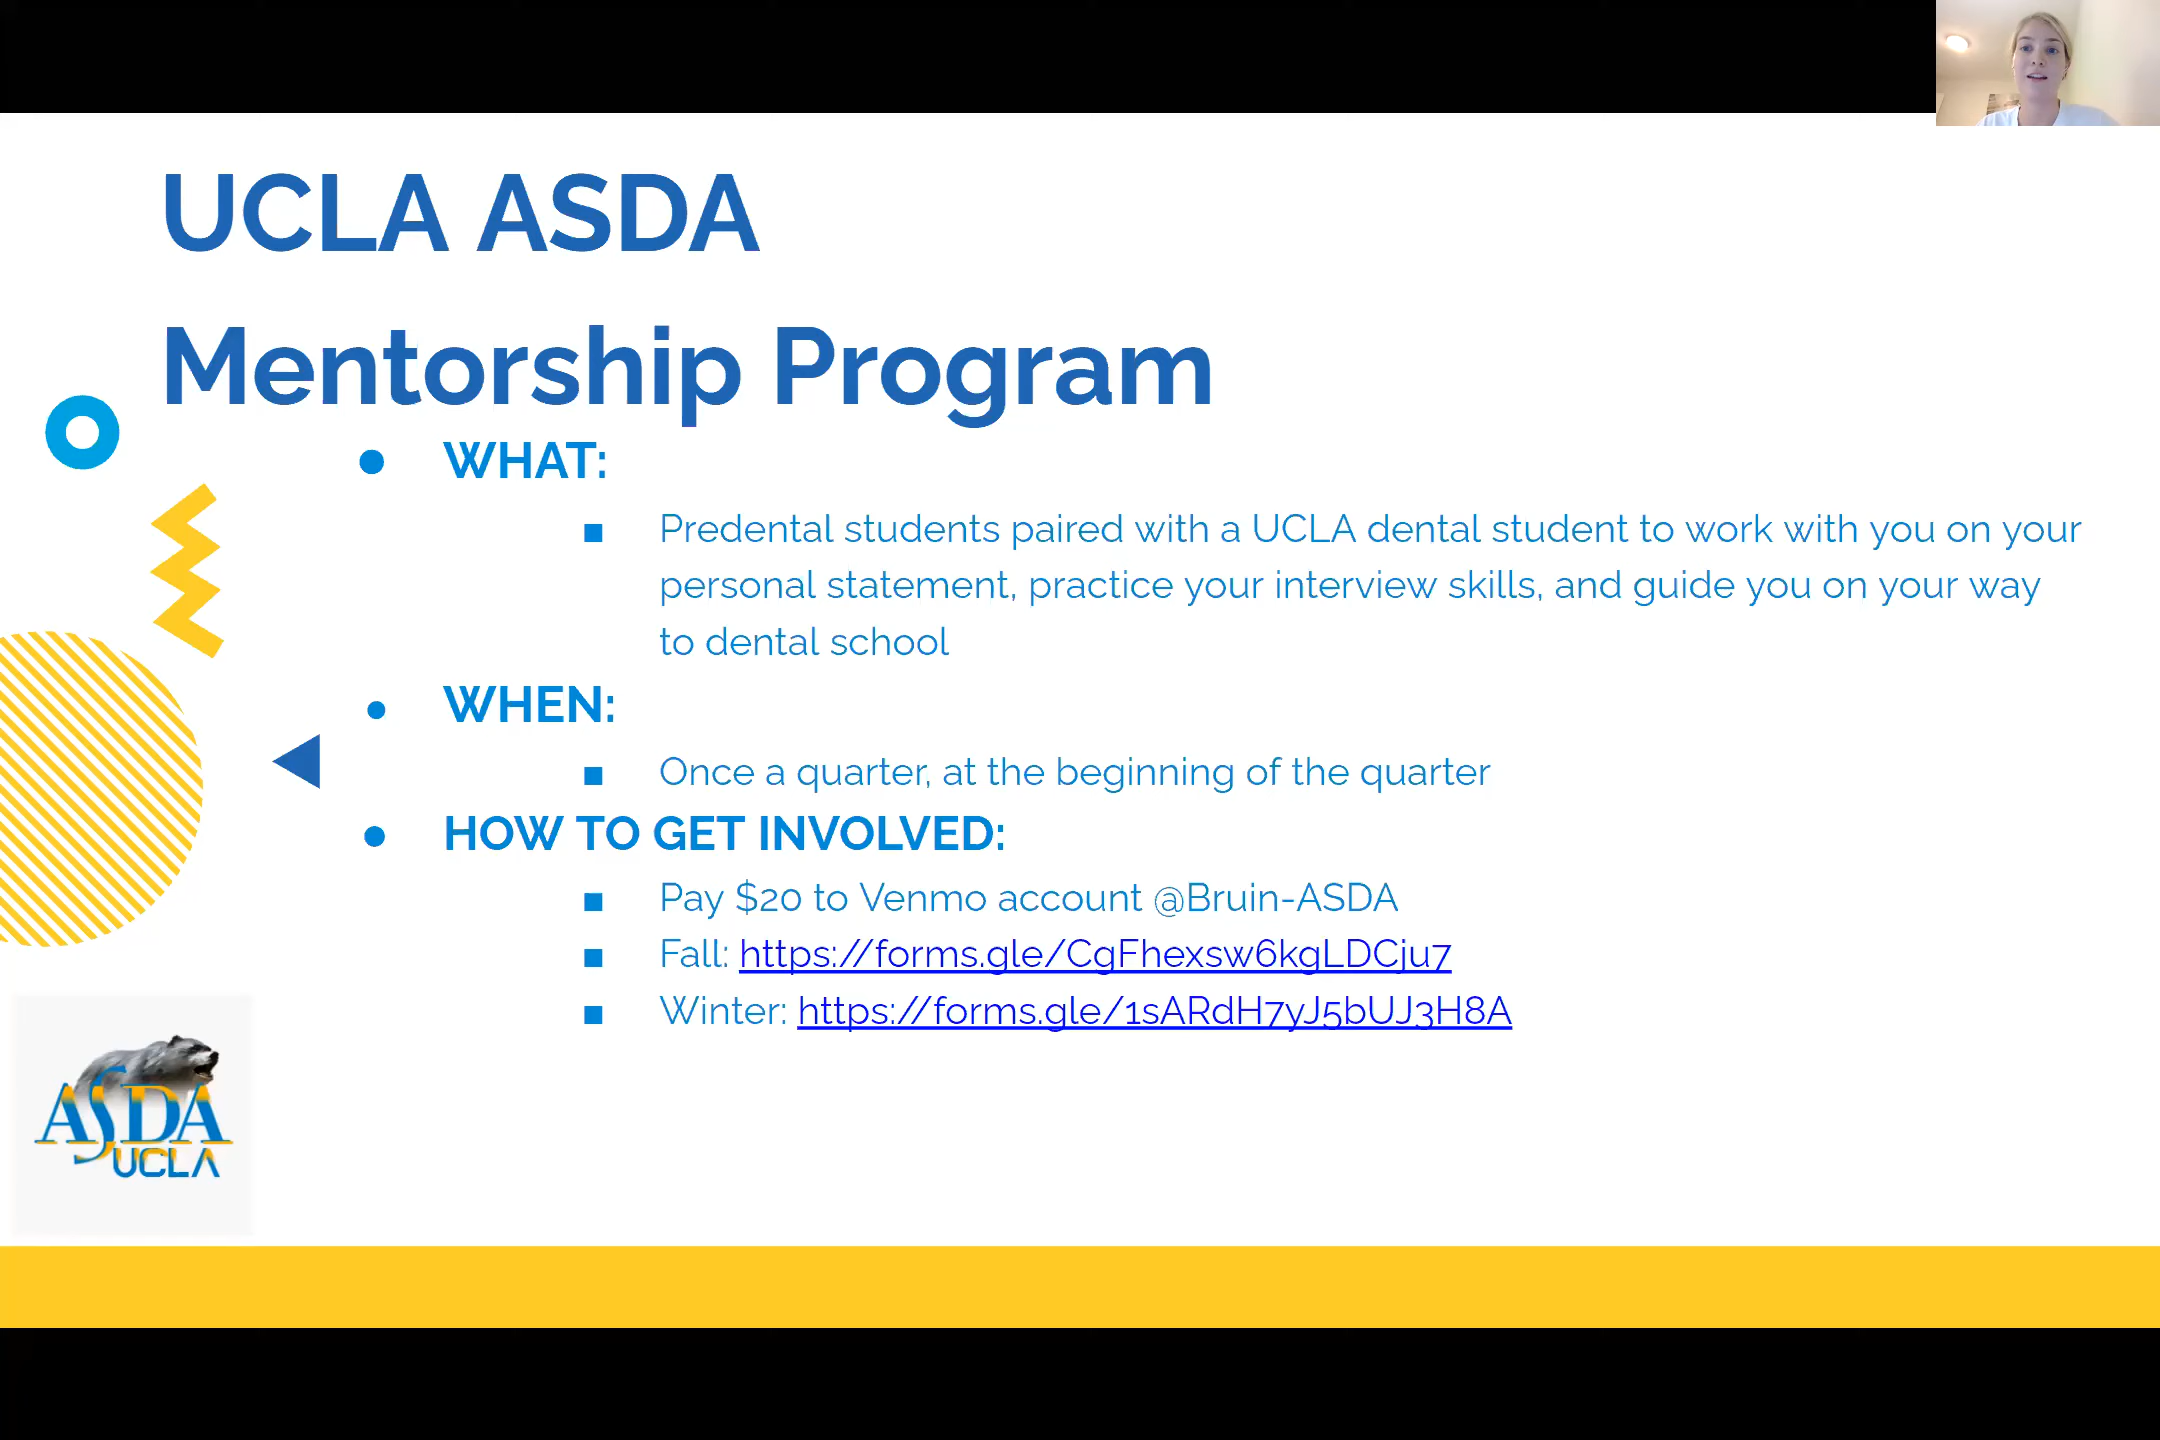 UCLA ASDA
Mentorship Program
● WHAT:
■ Predental students paired with a UCLA dental student to work with you on your
personal statement, practice your interview skills, and guide you on your way
to dental school
● WHEN:
■ Once a quarter, at the beginning of the quarter
● HOW TO GET INVOLVED:
■ Pay $20 to Venmo account @Bruin-ASDA
■ Fall: https://forms.gle/CgFhexsw6kgLDCju7
■ Winter: https://forms.gle/1sARdH7yJ5bUJ3H8A
ASDA
UCLA